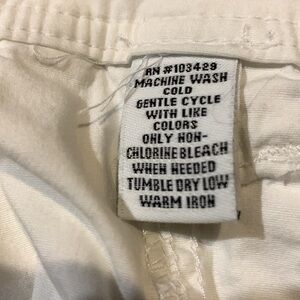 RN #103429
MACHINE WASH
COLD
GENTLE CYCLE
WITH LIKE
COLORS
ONLY NON-
CHLORINE BLEACH
WHEN NEEDED
TUMBLE DRY LOW
WARM IRON